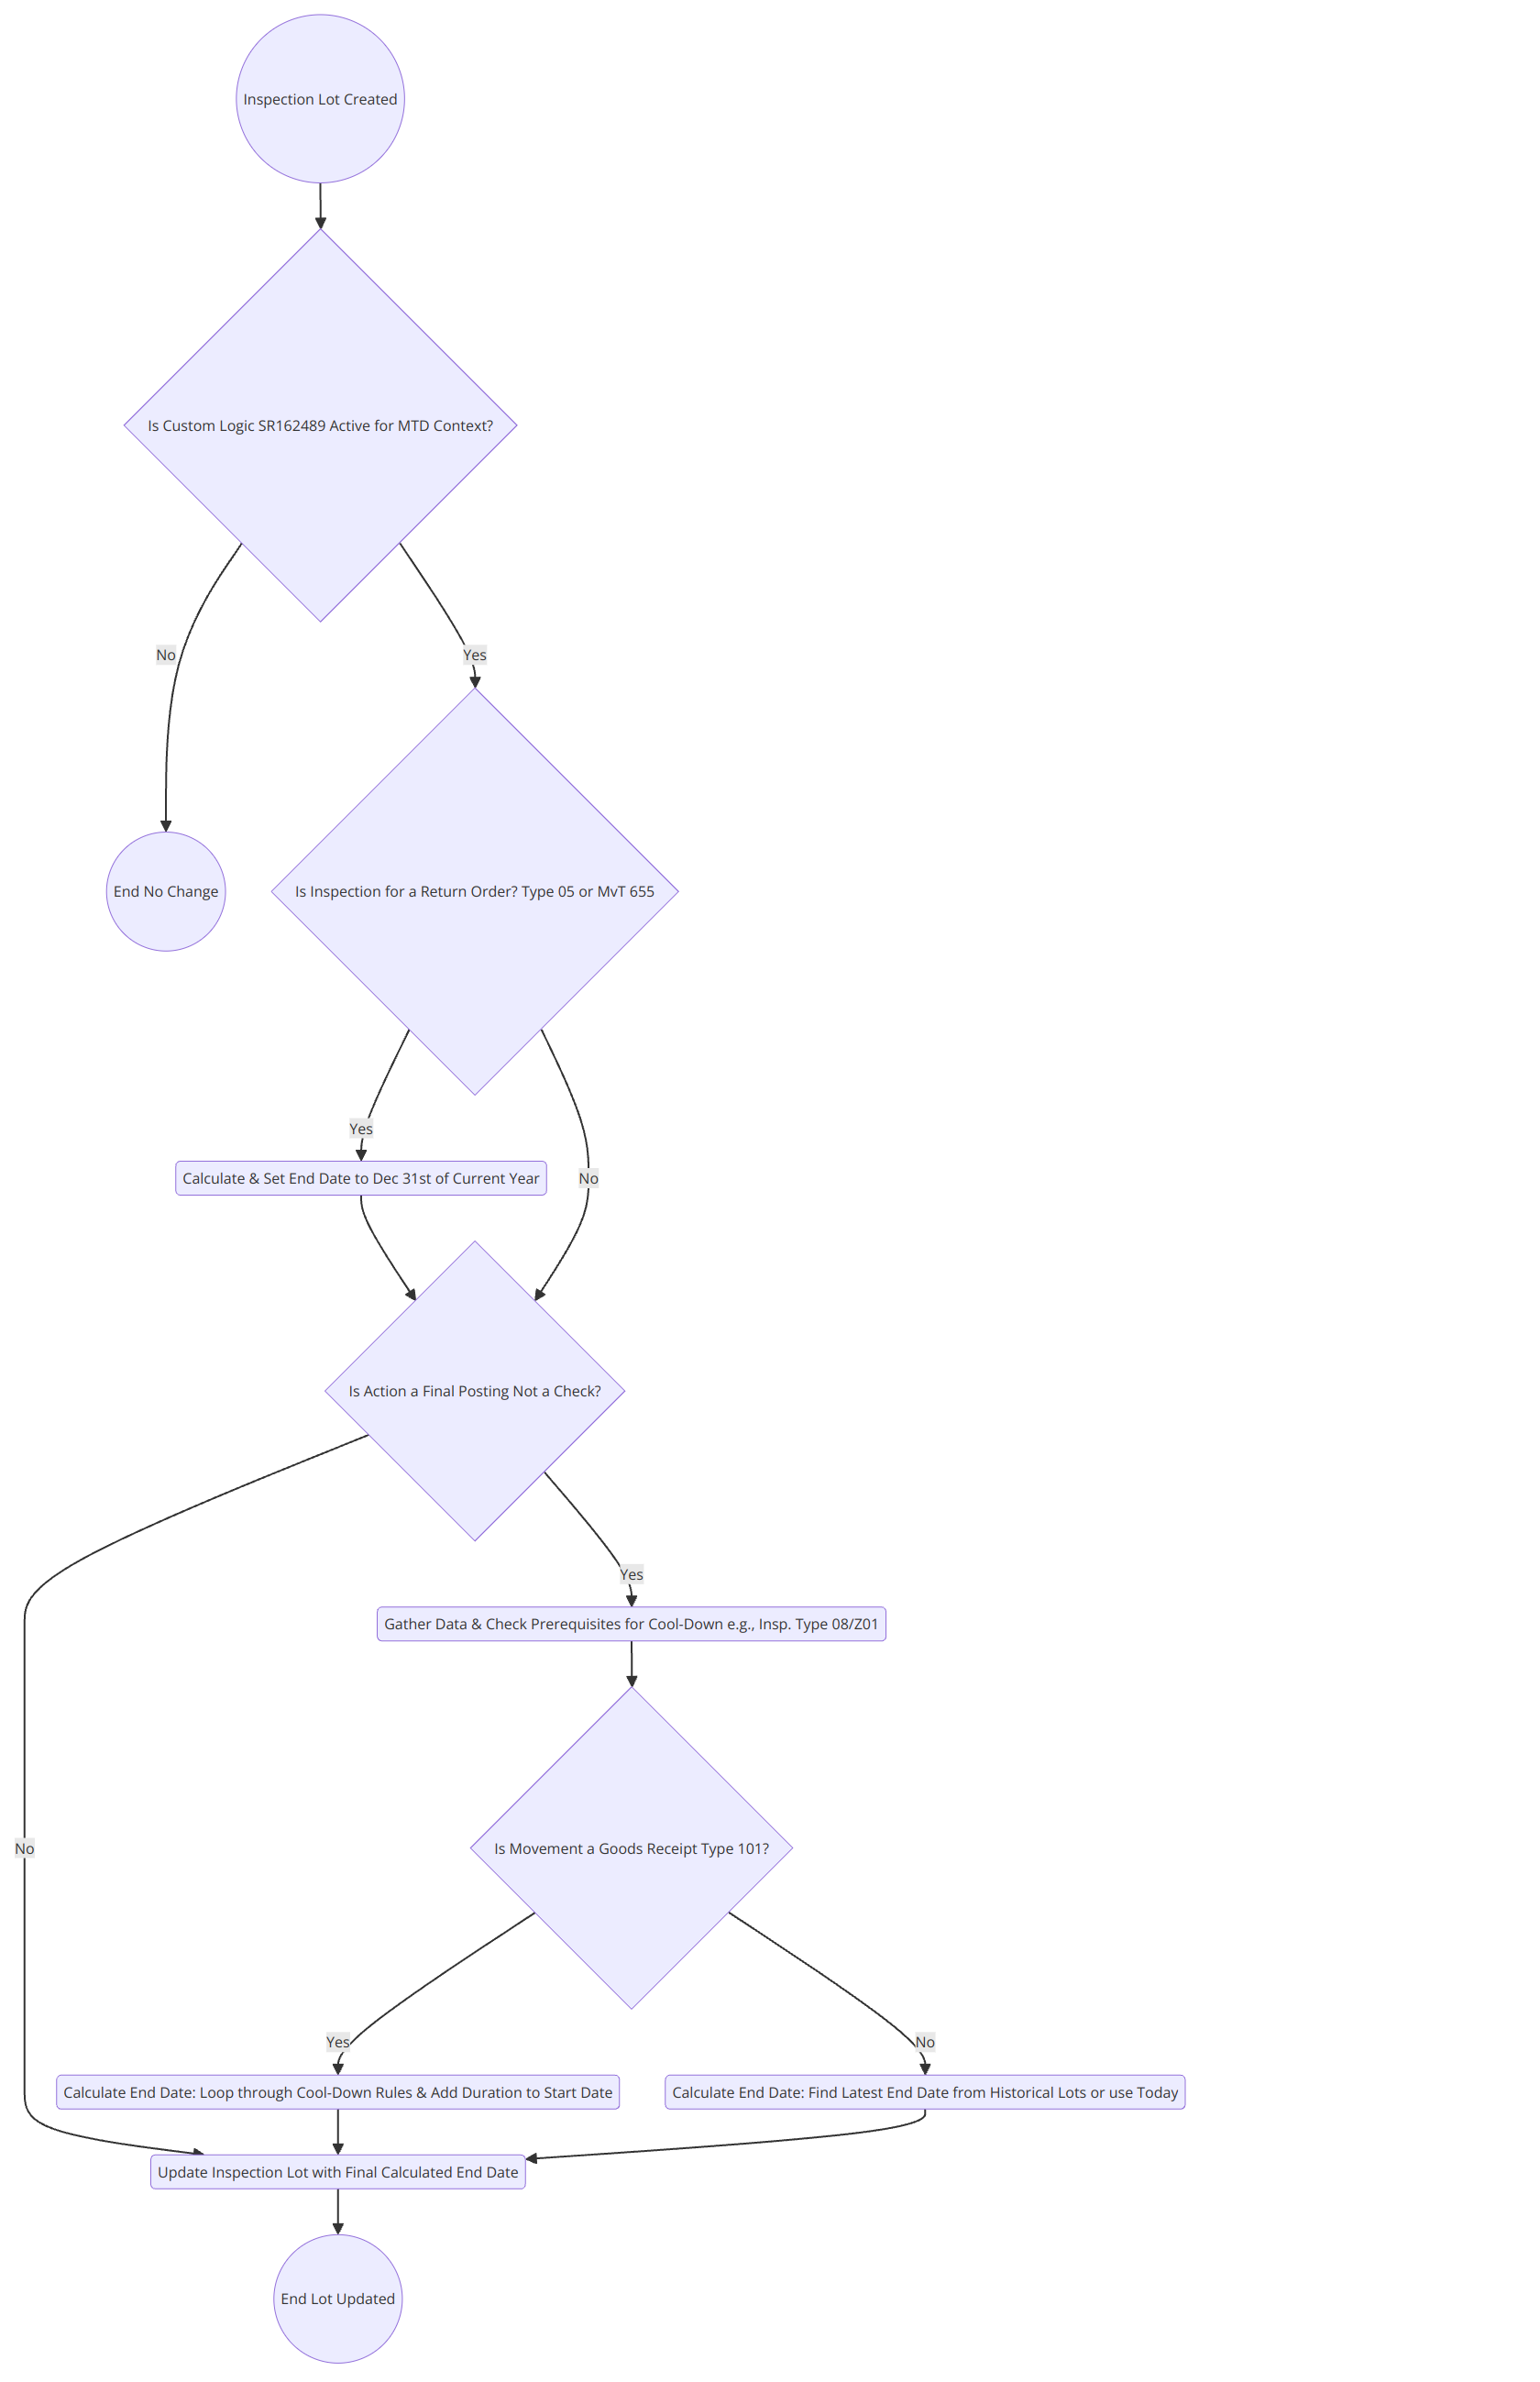 Inspection Lot Created
Is Custom Logic SR162489 Active for MTD Context?
No
Yes
End No Change
Is Inspection for a Return Order? Type 05 or MvT 655
Yes
Calculate & Set End Date to Dec 31st of Current Year
No
Is Action a Final Posting Not a Check?
Yes
Gather Data & Check Prerequisites for Cool-Down e.g., Insp. Type 08/Z01
No
Is Movement a Goods Receipt Type 101?
Yes
No
Calculate End Date: Loop through Cool-Down Rules & Add Duration to Start Date
Calculate End Date: Find Latest End Date from Historical Lots or use Today
Update Inspection Lot with Final Calculated End Date
End Lot Updated